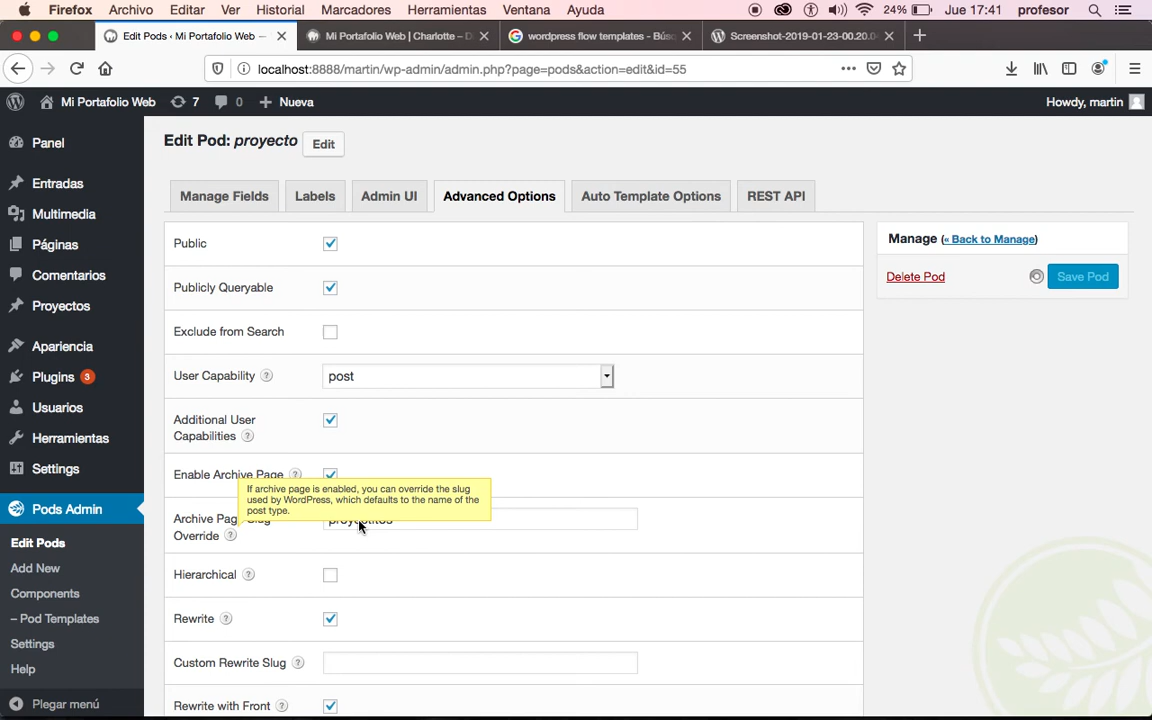 Firefox Archivo Editar Ver Historial Marcadores Herramientas Ventana Ayuda 24% Jue 17:41 profesor
Edit Pods ‹ Mi Portafolio Web —
Mi Portafolio Web | Charlotte –
wordpress flow templates - Bús
Screenshot-2019-01-23-00.20.0
localhost:8888/martin/wp-admin/admin.php?page=pods&action=edit&id=55
Mi Portafolio Web 7 0 Nueva Howdy, martin
Panel
Entradas
Multimedia
Páginas
Comentarios
Proyectos
Apariencia
Plugins 3
Usuarios
Herramientas
Settings
Pods Admin
Edit Pods
Add New
Components
– Pod Templates
Settings
Help
Plegar menú
Edit Pod: proyecto Edit
Manage Fields Labels Admin UI Advanced Options Auto Template Options REST API
Public
Publicly Queryable
Exclude from Search
User Capability ? post
Additional User
Capabilities ?
Enable Archive Page ?
If archive page is enabled, you can override the slug
used by WordPress, which defaults to the name of the
post type.
Archive Page Slug
Override ?
Hierarchical ?
Rewrite ?
Custom Rewrite Slug ?
Rewrite with Front ?
Manage (« Back to Manage)
Delete Pod Save Pod